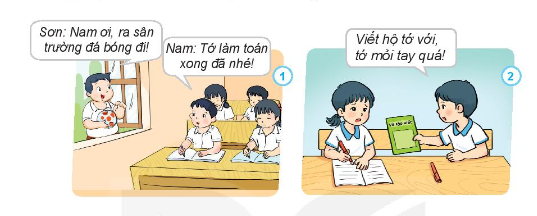 Sơn: Nam ơi, ra sân
trường đá bóng đi!
Nam: Tớ làm toán
xong đã nhé!
1
Viết hộ tớ với,
tớ mỏi tay quá!
2